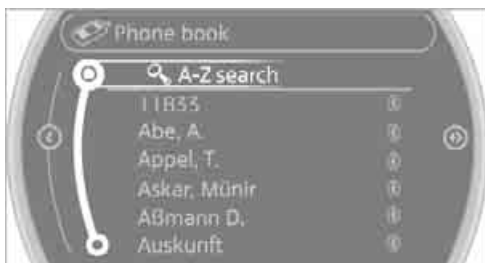 Phone book
A-Z search
11833
Abe, A.
Appel, T.
Askar, Münir
Aßmann D.
Auskunft